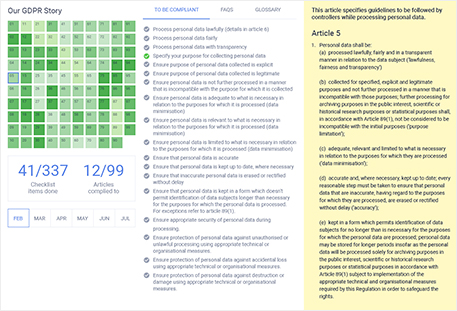 Our GDPR Story
41/337
Checklist
items done
12/99
Articles
complied to
FEB
MAR
APR
MAY
JUN
JUL
TO BE COMPLIANT
FAQS
GLOSSARY
Process personal data lawfully (details in article 6)
Process personal data fairly
Process personal data with transparency
Specify your purpose for collecting personal data
Ensure purpose of personal data collected is explicit
Ensure purpose of personal data collected is legitimate
Ensure personal data is not further processed in a manner
that is incompatible with the purpose for which it is collected
Ensure personal data is adequate to what is necessary in
relation to the purposes for which it is processed (data
minimisation)
Ensure personal data is relevant to what is necessary in
relation to the purposes for which it is processed (data
minimisation)
Ensure personal data is limited to what is necessary in relation
to the purposes for which it is processed ('data minimisation)
Ensure that personal data is accurate
Ensure that personal data is kept up to date, where necessary
Ensure that inaccurate personal data is erased or rectified
without delay
Ensure that personal data is kept in a form which does not
permit identification of data subjects longer than necessary
for the purposes for which the personal data is processed.
For exceptions refer to article 89(1).
Ensure appropriate security of personal data during
processing.
Ensure protection of personal data against unauthorised or
unlawful processing using appropriate technical or
organisational measures.
Ensure protection of personal data against accidental loss
using appropriate technical or organisational measures.
Ensure protection of personal data against destruction or
damage using appropriate technical or organisational
measures.
This article specifies guidelines to be followed by
controllers while processing personal data.
Article 5
1. Personal data shall be:
(a) processed lawfully, fairly and in a transparent
manner in relation to the data subject ('lawfulness,
fairness and transparency');
(b) collected for specified, explicit and legitimate
purposes and not further processed in a manner that is
incompatible with those purposes; further processing for
archiving purposes in the public interest, scientific or
historical research purposes or statistical purposes shall,
in accordance with Article 89(1), not be considered to be
incompatible with the initial purposes ('purpose
limitation');
(c) adequate, relevant and limited to what is necessary
in relation to the purposes for which they are processed
('data minimisation');
(d) accurate and, where necessary, kept up to date; every
reasonable step must be taken to ensure that personal
data that are inaccurate, having regard to the purposes
for which they are processed, are erased or rectified
without delay ('accuracy');
(e) kept in a form which permits identification of data
subjects for no longer than is necessary for the purposes
for which the personal data are processed; personal data
may be stored for longer periods insofar as the personal
data will be processed solely for archiving purposes in
the public interest, scientific or historical research
purposes or statistical purposes in accordance with
Article 89(1) subject to implementation of the
appropriate technical and organisational measures
required by this Regulation in order to safeguard the
rights.